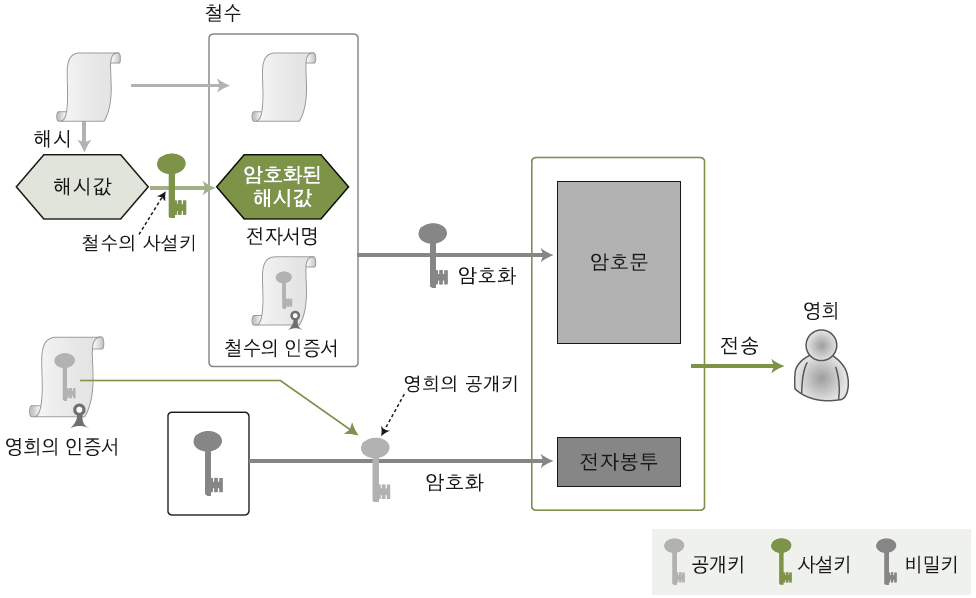 철수
해시
해시값
암호화된
해시값
철수의 사설키
전자서명
철수의 인증서
암호화
암호문
영희
전송
영희의 공개키
영희의 인증서
암호화
전자봉투
공개키
사설키
비밀키